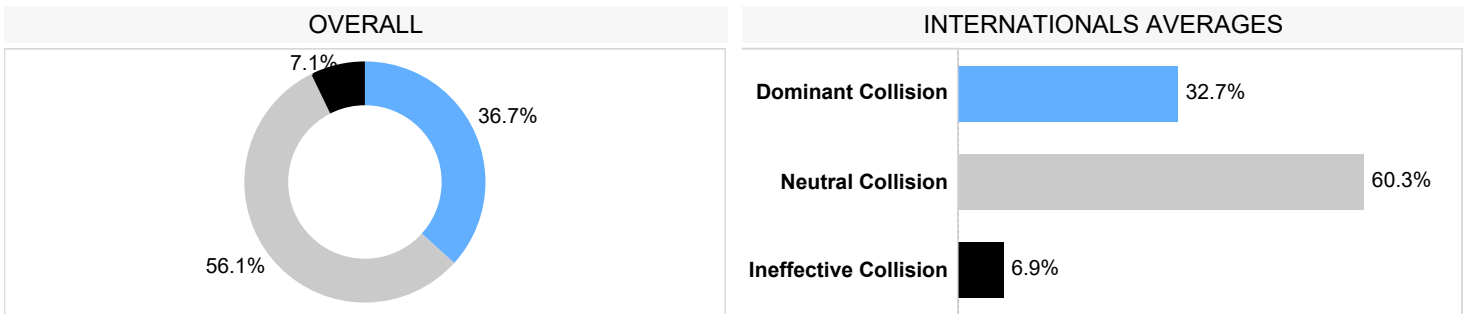 OVERALL
7.1%
36.7%
56.1%
INTERNATIONALS AVERAGES
Dominant Collision 32.7%
Neutral Collision 60.3%
Ineffective Collision 6.9%